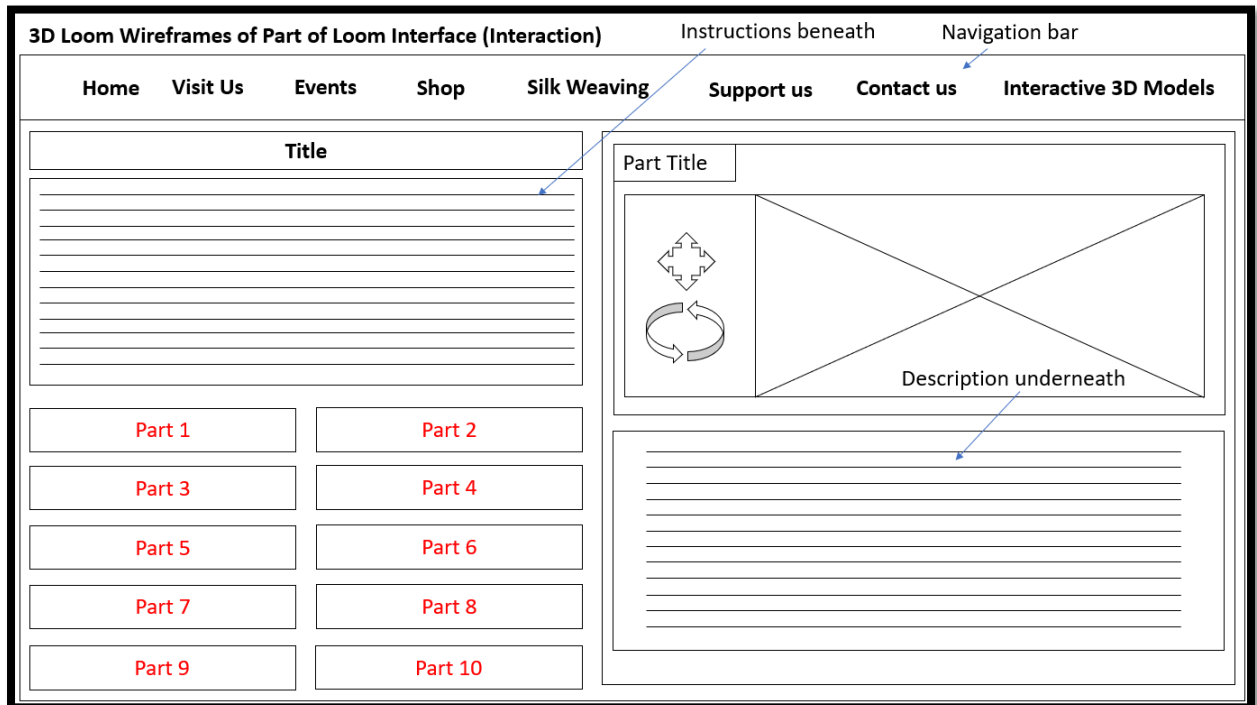 3D Loom Wireframes of Part of Loom Interface (Interaction)
Instructions beneath
Navigation bar
Home Visit Us Events Shop Silk Weaving Support us Contact us Interactive 3D Models
Title
Part 1 Part 2
Part 3 Part 4
Part 5 Part 6
Part 7 Part 8
Part 9 Part 10
Part Title
Description underneath